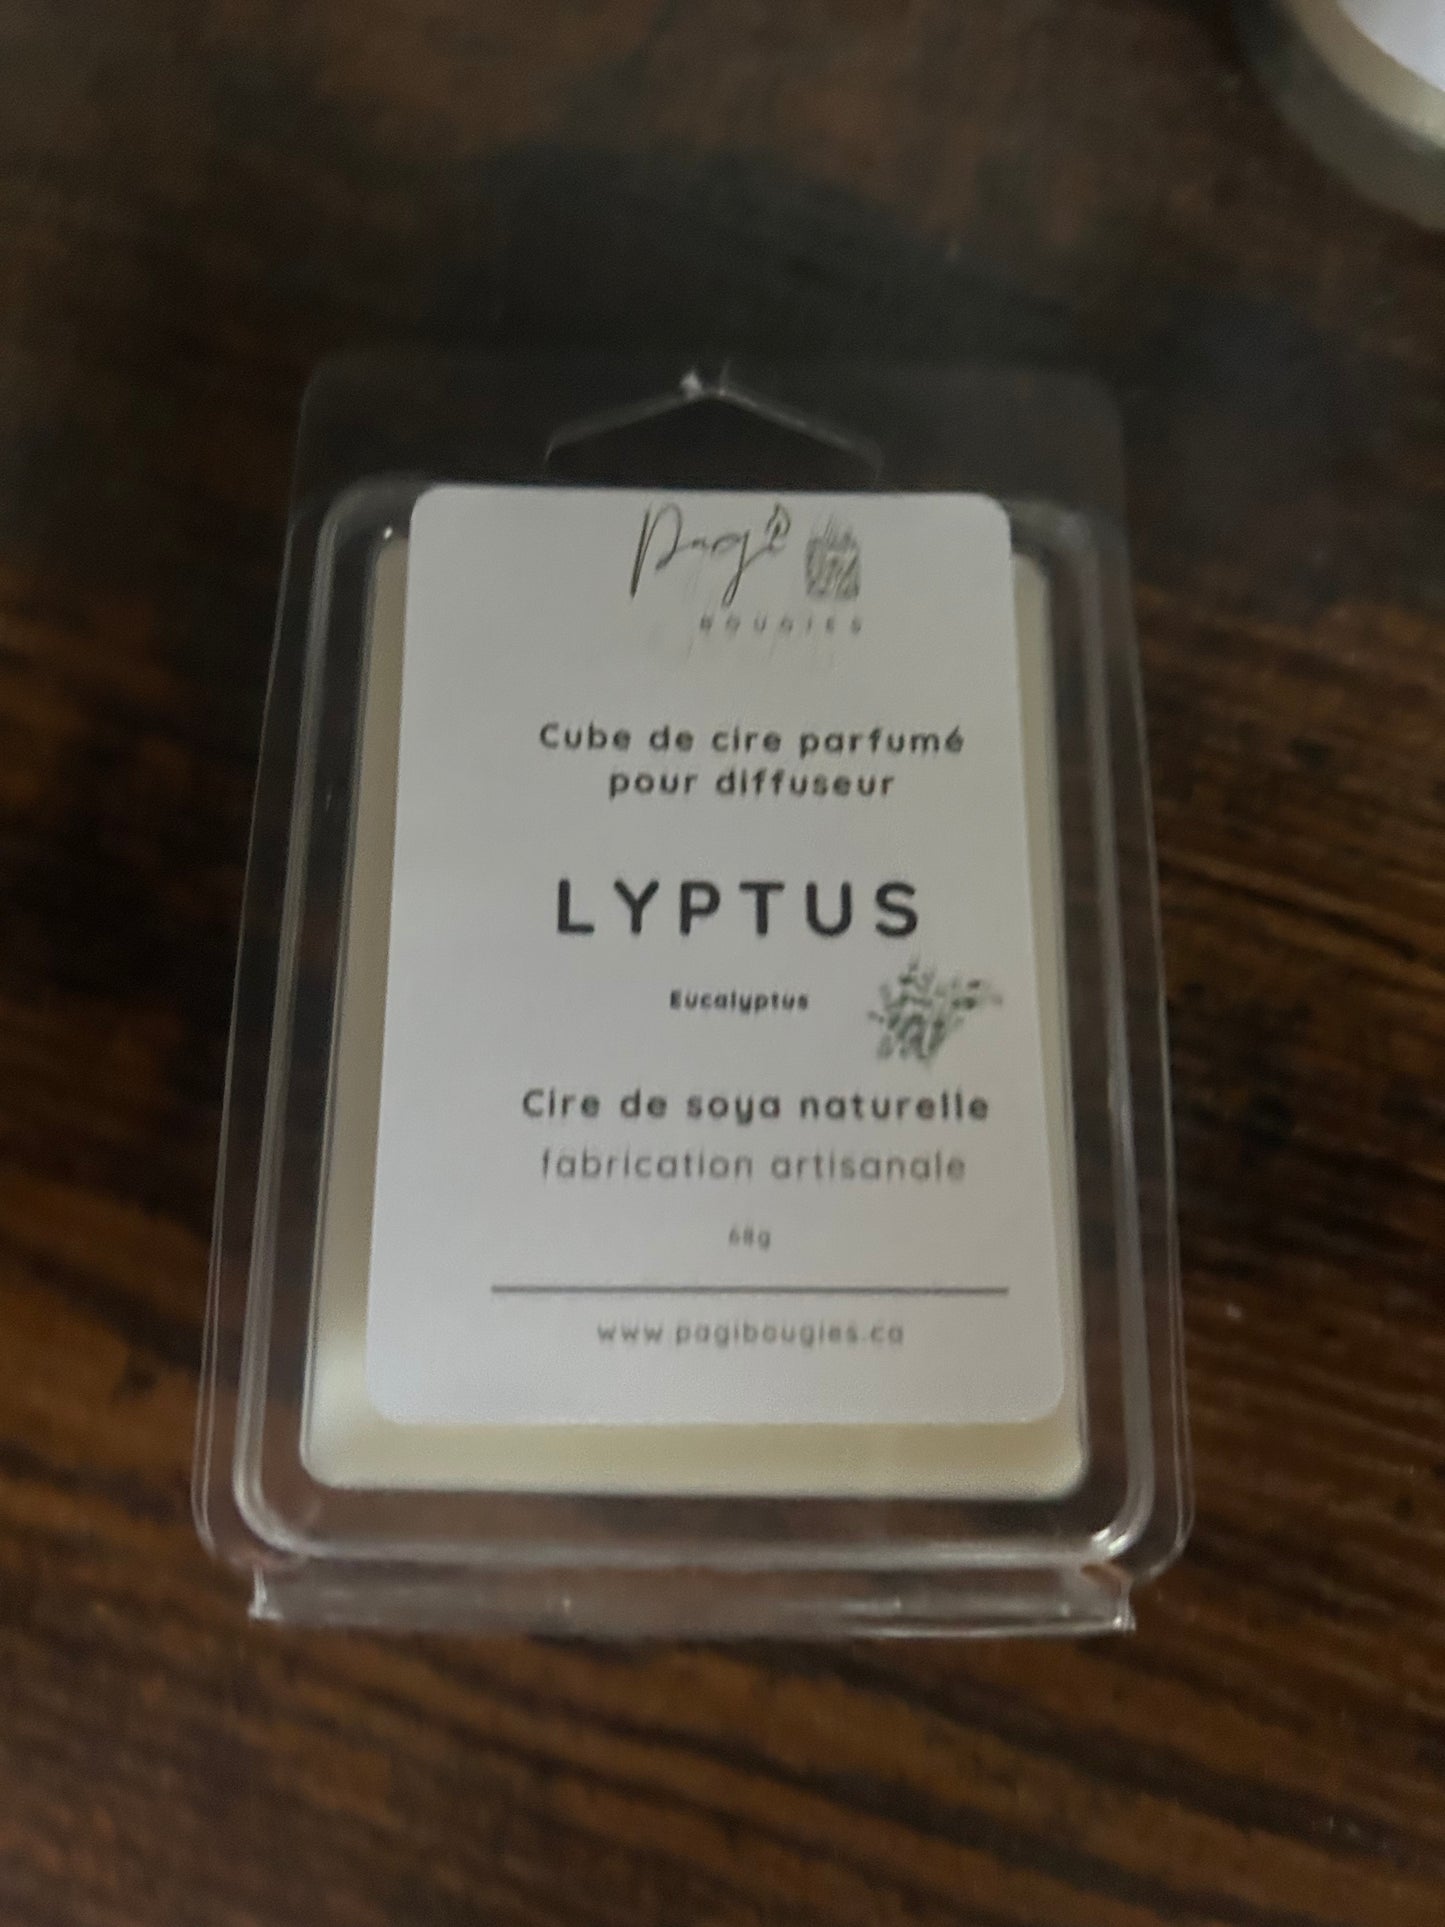 Pagi
BOUGIES
Cube de cire parfumé
pour diffuseur
LYPTUS
Eucalyptus
Cire de soya naturelle
fabrication artisanale
68g
www.pagibougies.ca